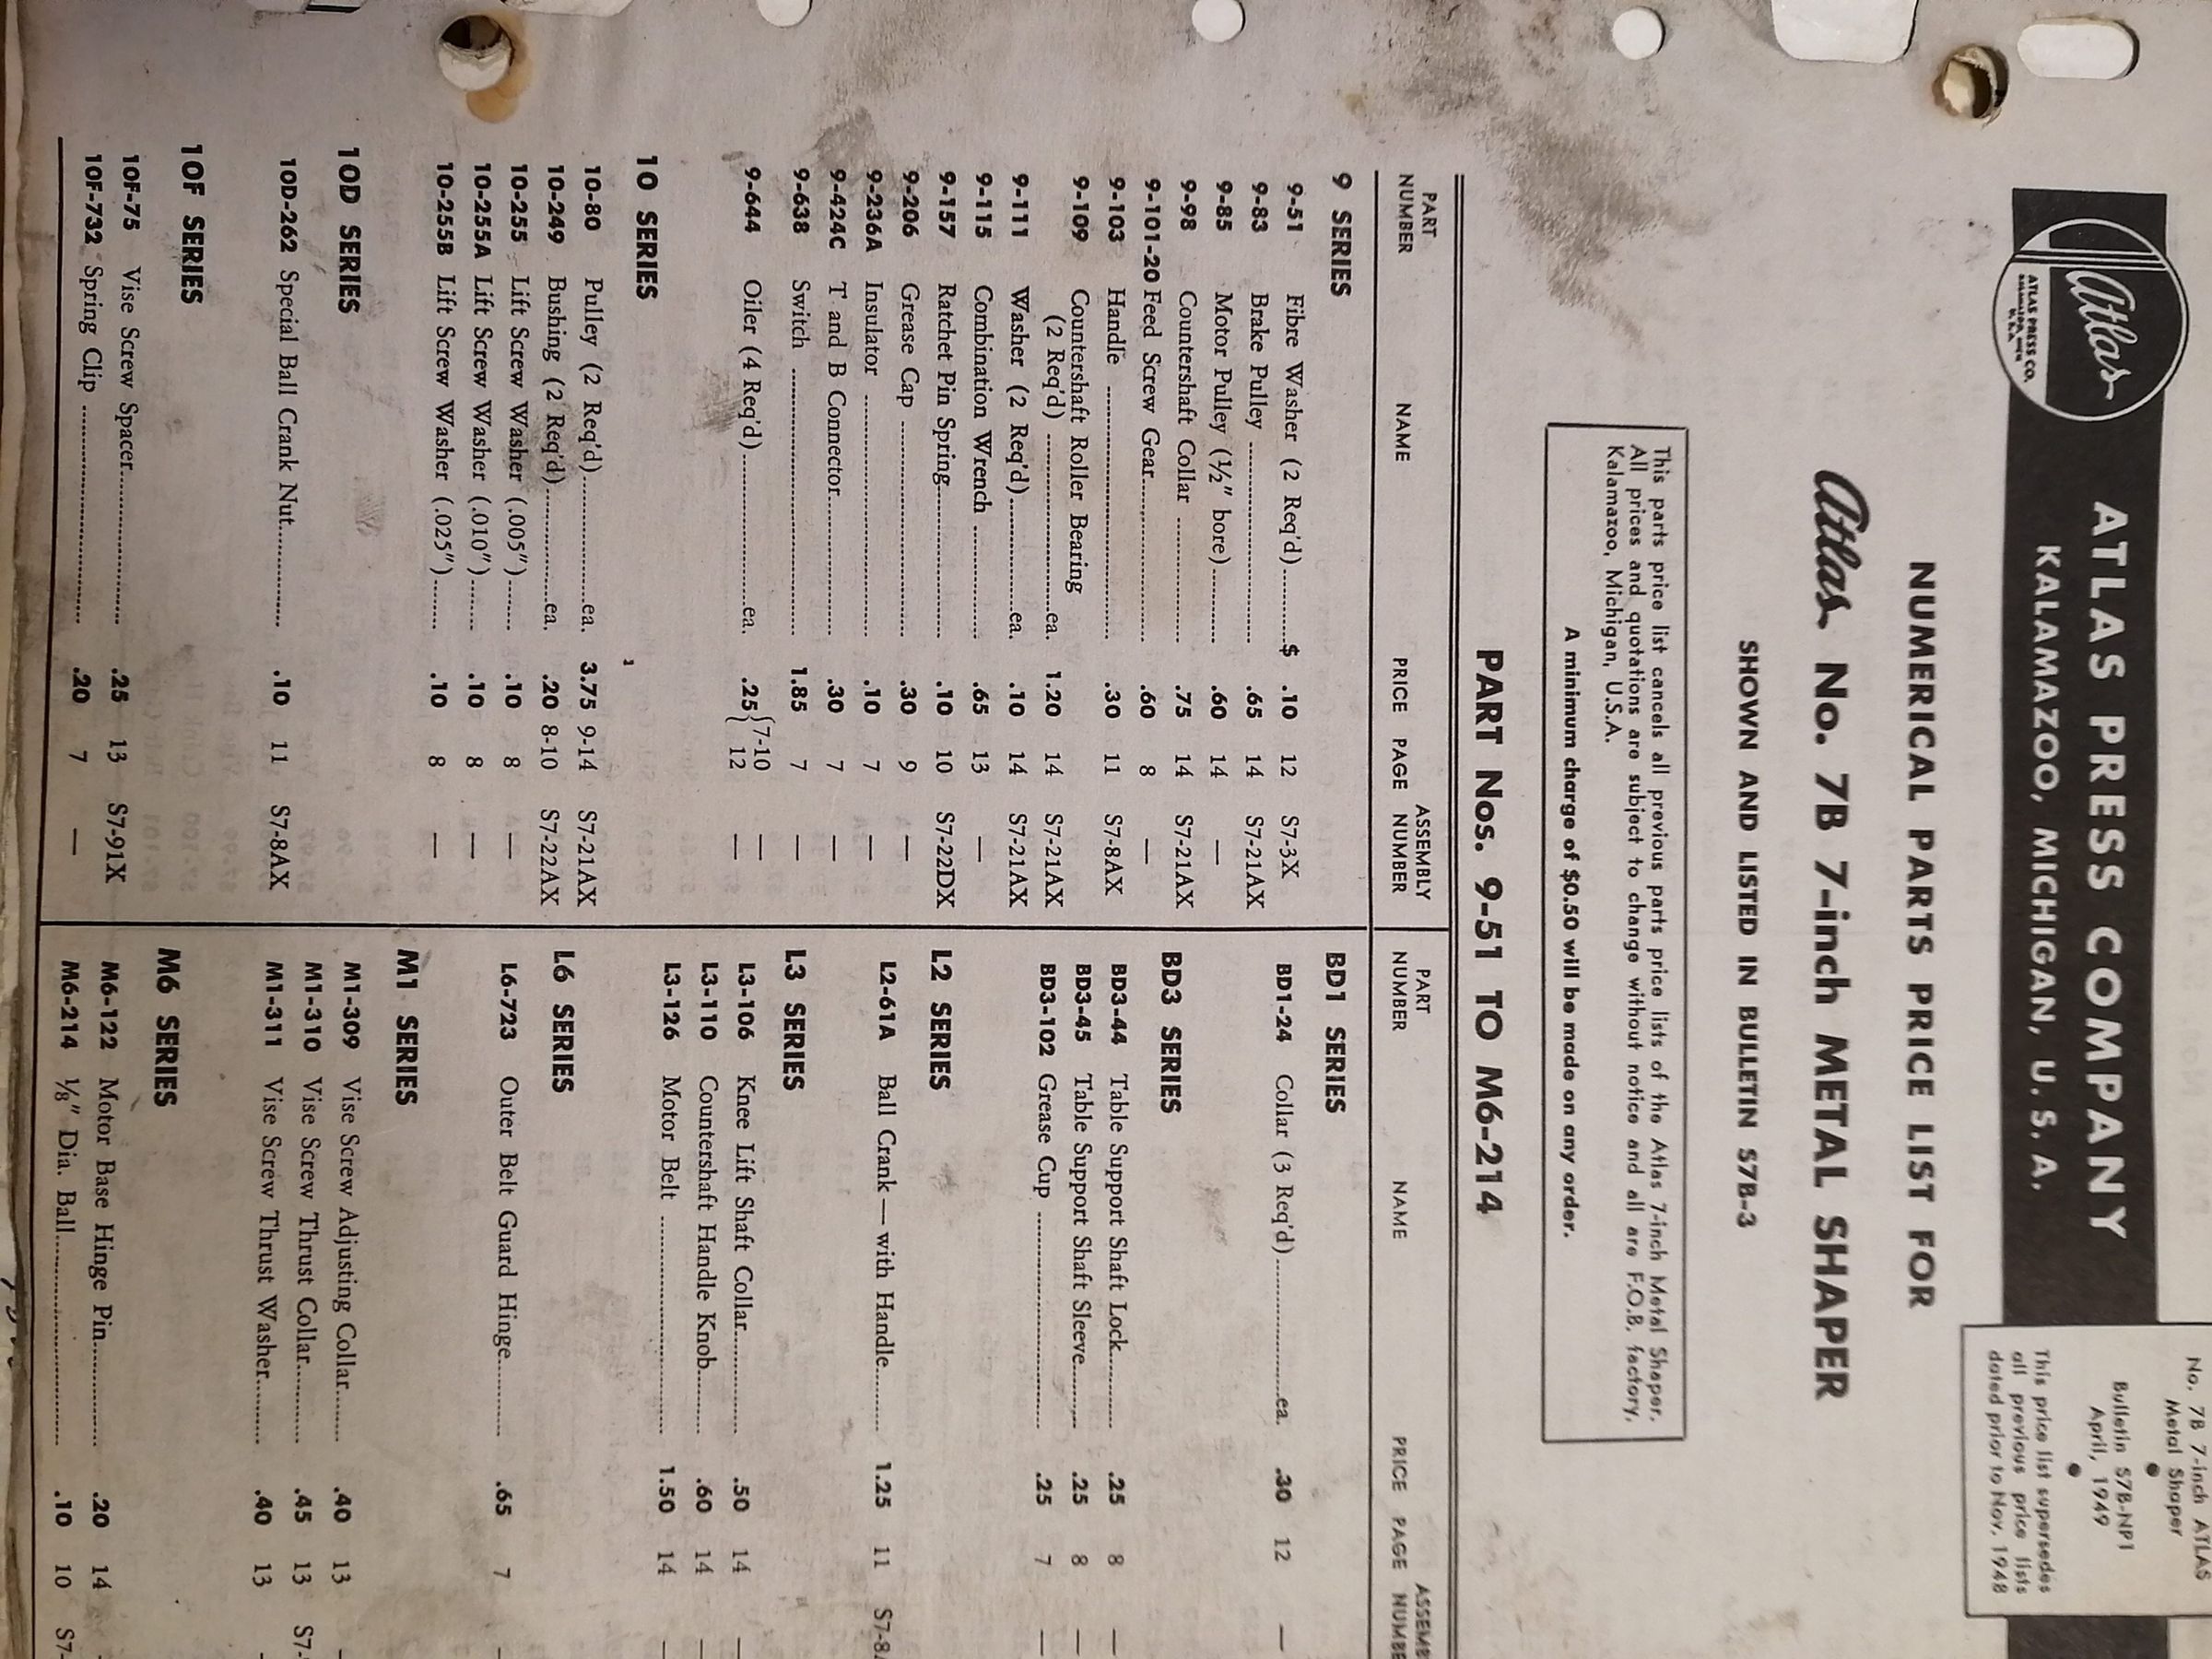 Atlas
ATLAS PRESS CO.
KALAMAZOO, MICH.
U.S.A.
ATLAS PRESS COMPANY
KALAMAZOO, MICHIGAN, U. S. A.
No. 7B 7-inch ATLAS
Metal Shaper
●
Bulletin S7B-NP1
April, 1949
●
This price list supersedes
all previous price lists
dated prior to Nov. 1948
NUMERICAL PARTS PRICE LIST FOR
Atlas No. 7B 7-inch METAL SHAPER
SHOWN AND LISTED IN BULLETIN S7B-3
This parts price list cancels all previous parts price lists of the Atlas 7-inch Metal Shaper.
All prices and quotations are subject to change without notice and all are F.O.B. factory,
Kalamazoo, Michigan, U.S.A.
A minimum charge of $0.50 will be made on any order.
PART Nos. 9-51 TO M6-214
PART NUMBER NAME PRICE PAGE ASSEMBLY NUMBER
9 SERIES
9-51 Fibre Washer (2 Req'd)..........$ .10 12 S7-3X
9-83 Brake Pulley .......... .65 14 S7-21AX
9-85 Motor Pulley (½" bore).......... .60 14 —
9-98 Countershaft Collar .......... .75 14 S7-21AX
9-101-20 Feed Screw Gear.......... .60 8 —
9-103 Handle .......... .30 11 S7-8AX
9-109 Countershaft Roller Bearing
(2 Req'd) ..........ea. 1.20 14 S7-21AX
9-111 Washer (2 Req'd)..........ea. .10 14 S7-21AX
9-115 Combination Wrench .......... .65 13 —
9-157 Ratchet Pin Spring.......... .10 10 S7-22DX
9-206 Grease Cap .......... .30 9 —
9-236A Insulator .......... .10 7 —
9-424C T and B Connector.......... .30 7 —
9-638 Switch .......... 1.85 7 —
9-644 Oiler (4 Req'd)..........ea. .25 { 7-10 —
} 12 —
10 SERIES
10-80 Pulley (2 Req'd)..........ea. 3.75 9-14 S7-21AX
10-249 Bushing (2 Req'd)..........ea. .20 8-10 S7-22AX
10-255 Lift Screw Washer (.005")........ .10 8 —
10-255A Lift Screw Washer (.010")........ .10 8 —
10-255B Lift Screw Washer (.025")........ .10 8 —
10D SERIES
10D-262 Special Ball Crank Nut.......... .10 11 S7-8AX
10F SERIES
10F-75 Vise Screw Spacer.......... .25 13 S7-91X
10F-732 Spring Clip .......... .20 7 —
PART NUMBER NAME PRICE PAGE ASSEMB NUMBE
BD1 SERIES
BD1-24 Collar (3 Req'd)..........ea. .30 12 —
BD3 SERIES
BD3-44 Table Support Shaft Lock.......... .25 8 —
BD3-45 Table Support Shaft Sleeve........ .25 8 —
BD3-102 Grease Cup .......... .25 7 —
L2 SERIES
L2-61A Ball Crank—with Handle.......... 1.25 11 S7-8
L3 SERIES
L3-106 Knee Lift Shaft Collar.......... .50 14 —
L3-110 Countershaft Handle Knob.......... .60 14 —
L3-126 Motor Belt .......... 1.50 14 —
L6 SERIES
L6-723 Outer Belt Guard Hinge.......... .65 7 —
M1 SERIES
M1-309 Vise Screw Adjusting Collar........ .40 13 —
M1-310 Vise Screw Thrust Collar.......... .45 13 S7-
M1-311 Vise Screw Thrust Washer.......... .40 13 —
M6 SERIES
M6-122 Motor Base Hinge Pin.......... .20 14 —
M6-214 ⅛" Dia. Ball.......... .10 10 S7-